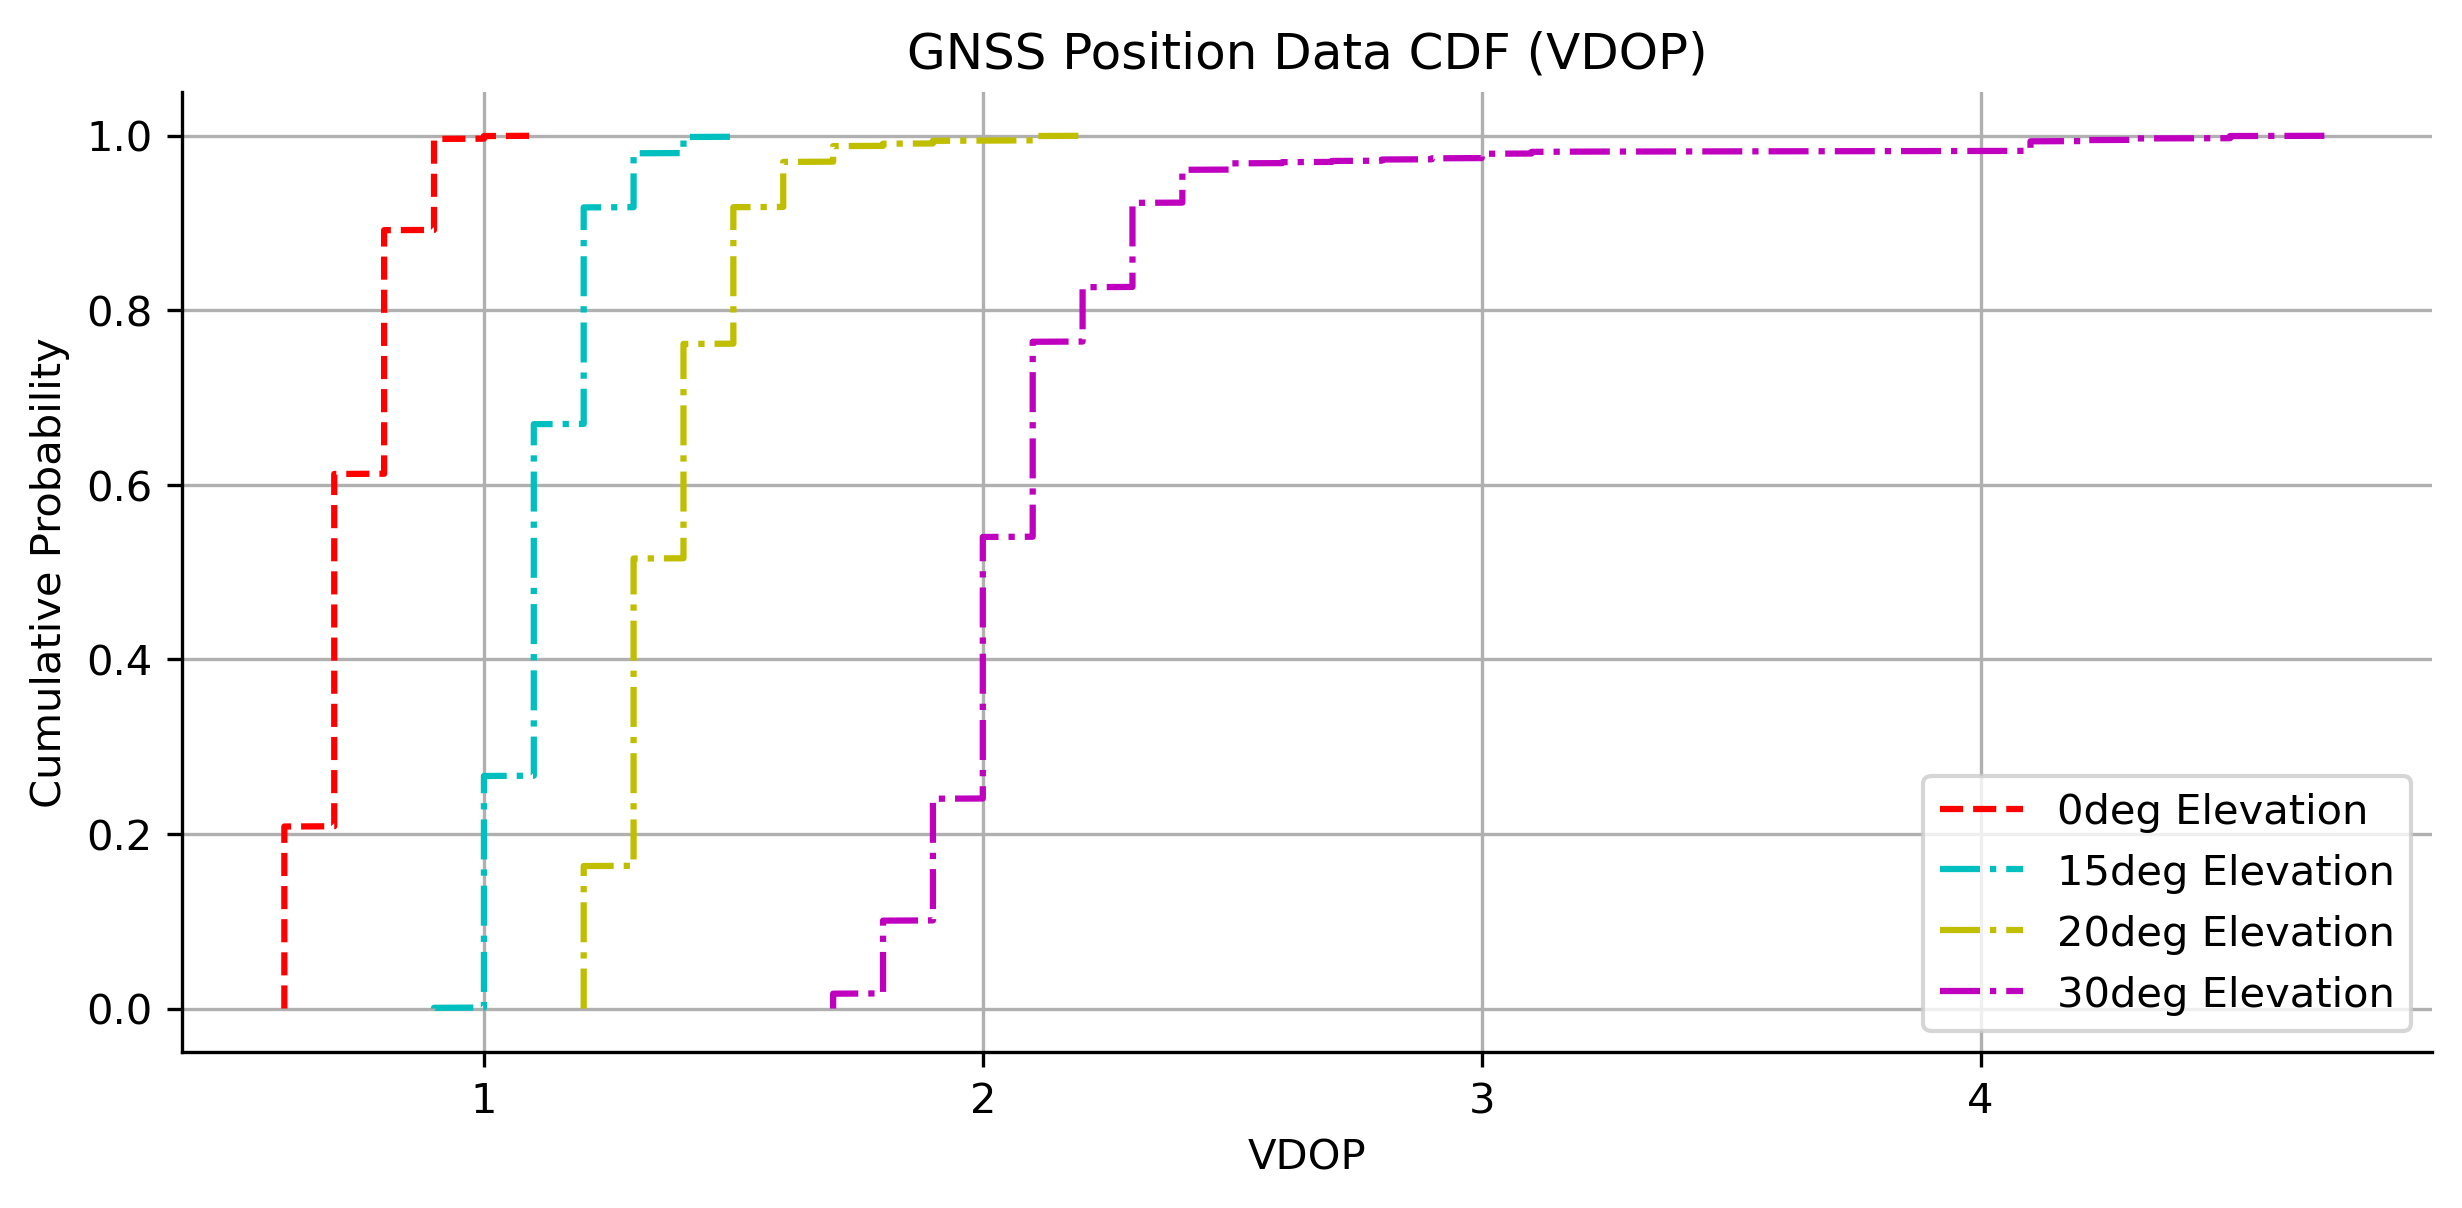 GNSS Position Data CDF (VDOP)
Cumulative Probability
1.0
0.8
0.6
0.4
0.2
0.0
1 2 3 4
VDOP
0deg Elevation
15deg Elevation
20deg Elevation
30deg Elevation